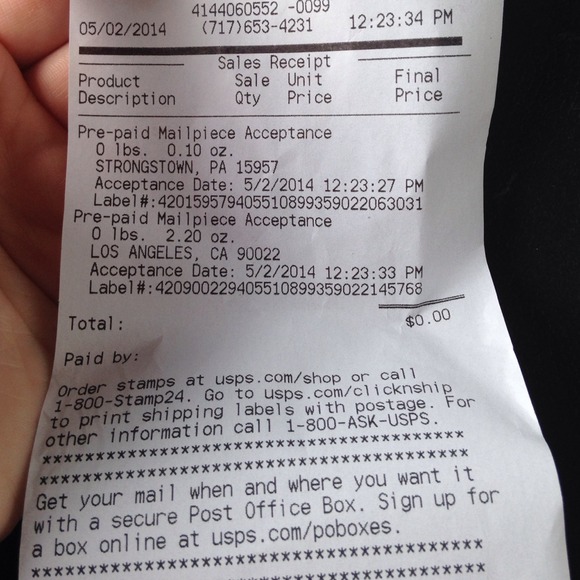 4144060552 -0099
05/02/2014 (717)653-4231 12:23:34 PM
Sales Receipt
Product Sale Unit Final
Description Qty Price Price
Pre-paid Mailpiece Acceptance
0 lbs. 0.10 oz.
STRONGSTOWN, PA 15957
Acceptance Date: 5/2/2014 12:23:27 PM
Label#:420159579405510899359022063031
Pre-paid Mailpiece Acceptance
0 lbs. 2.20 oz.
LOS ANGELES, CA 90022
Acceptance Date: 5/2/2014 12:23:33 PM
Label#:420900229405510899359022145768
Total: $0.00
Paid by:
Order stamps at usps.com/shop or call
1-800-Stamp24. Go to usps.com/clicknship
to print shipping labels with postage. For
other information call 1-800-ASK-USPS.
****************************************
****************************************
Get your mail when and where you want it
with a secure Post Office Box. Sign up for
a box online at usps.com/poboxes.
****************************************
****************************************